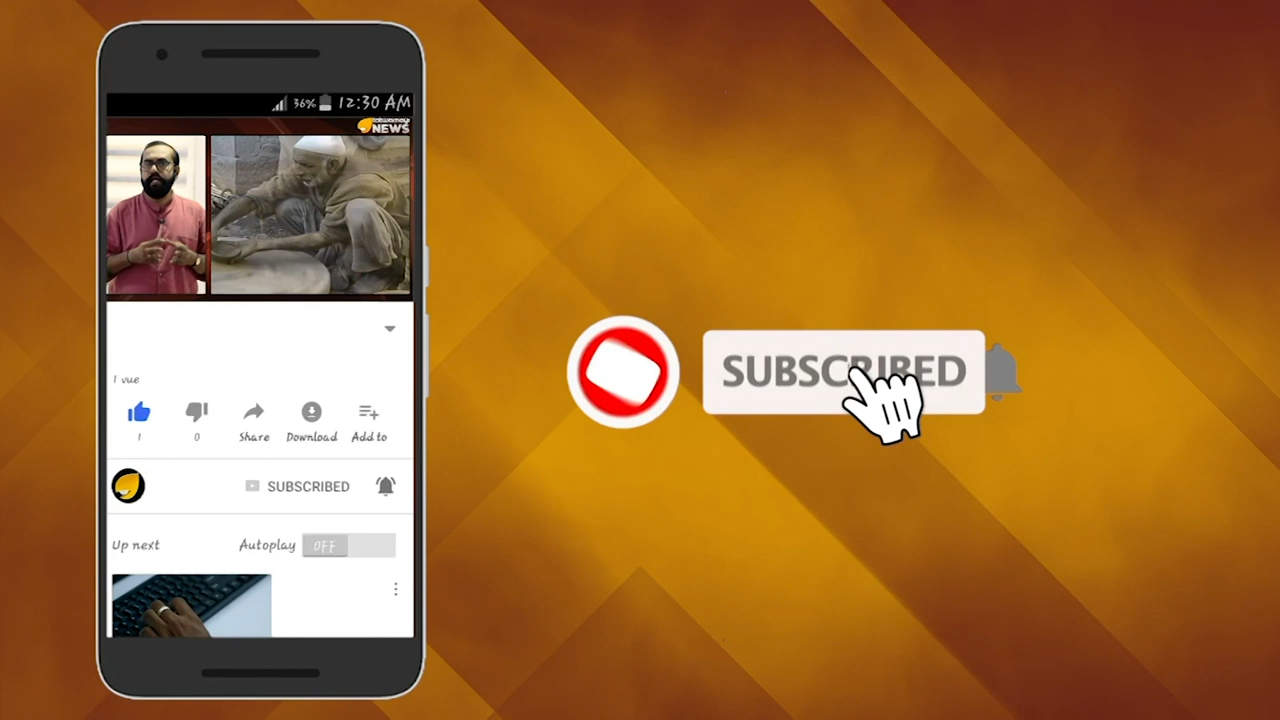 36%
12:30 AM
NEWS
1 vue
1
0
Share
Download
Add to
SUBSCRIBED
Up next
Autoplay
OFF
SUBSCRIBED